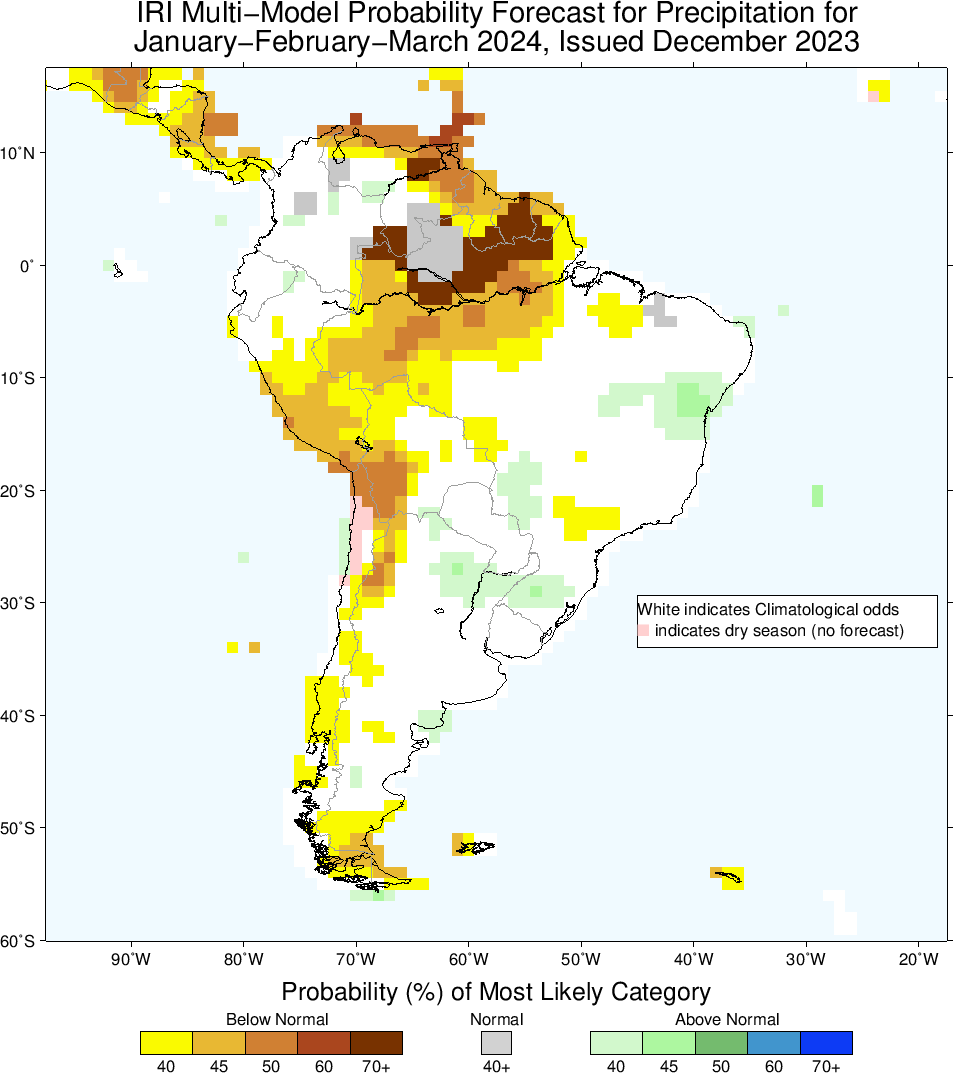 IRI Multi−Model Probability Forecast for Precipitation for
January−February−March 2024, Issued December 2023
10˚N
0˚
10˚S
20˚S
30˚S
40˚S
50˚S
60˚S
White indicates Climatological odds
indicates dry season (no forecast)
90˚W 80˚W 70˚W 60˚W 50˚W 40˚W 30˚W 20˚W
Probability (%) of Most Likely Category
Below Normal Normal Above Normal
40 45 50 60 70+ 40+ 40 45 50 60 70+